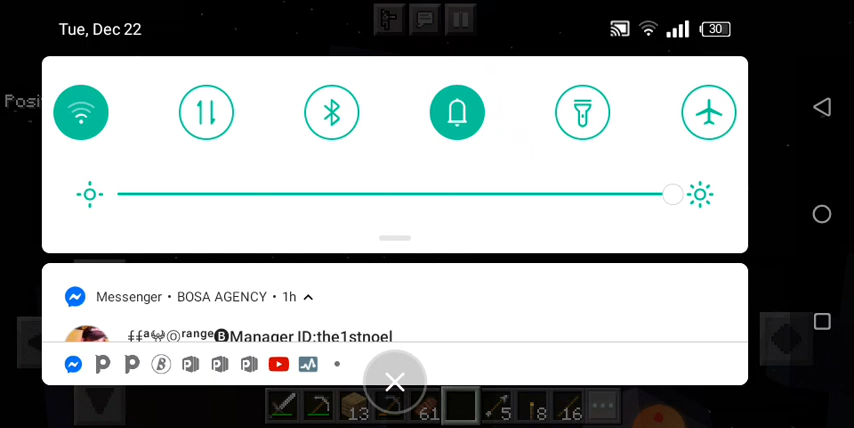 Tue, Dec 22
30
Posi
Messenger • BOSA AGENCY • 1h
Manager ID:the1stnoel
13
61
5
8
16